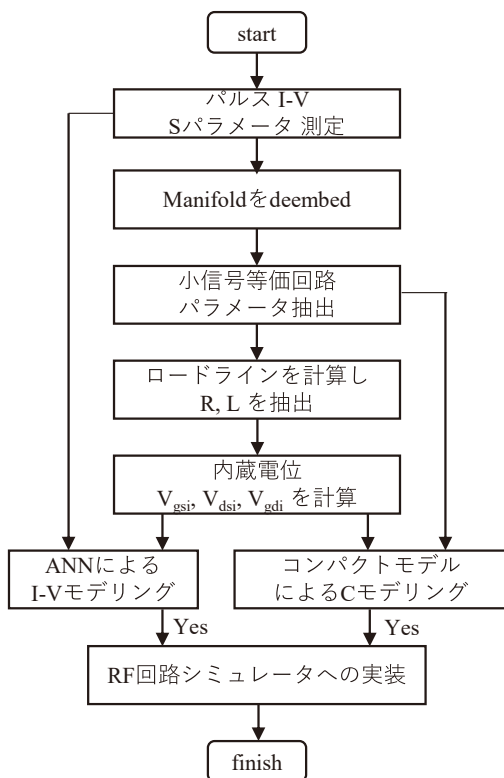 start
パルス I-V
Sパラメータ 測定
Manifoldをdeembed
小信号等価回路
パラメータ抽出
ロードラインを計算し
R, L を抽出
内蔵電位
Vgsi, Vdsi, Vgdi を計算
ANNによる
I-Vモデリング
コンパクトモデル
によるCモデリング
Yes
Yes
RF回路シミュレータへの実装
finish